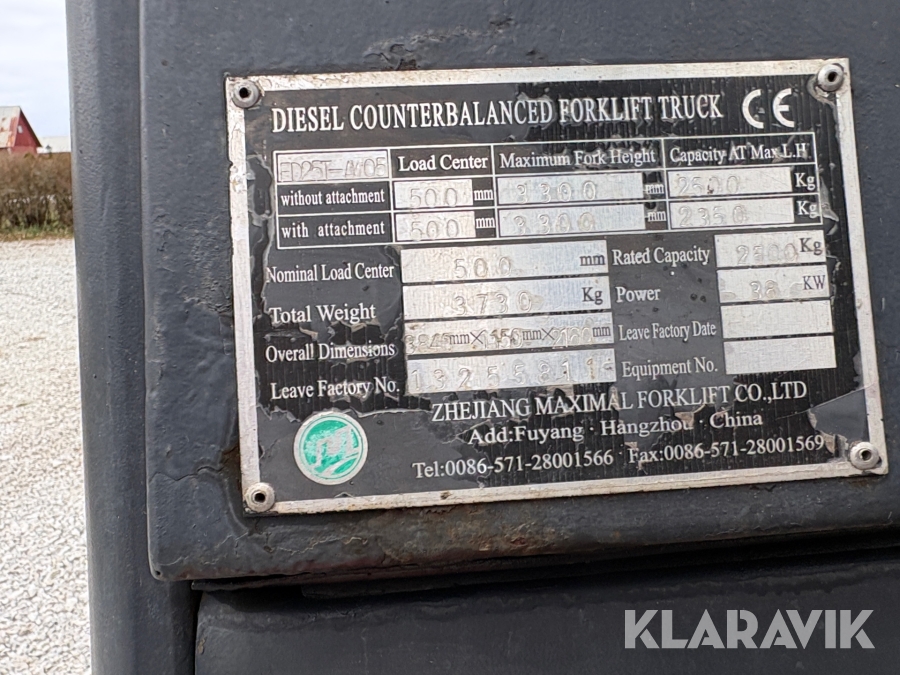 DIESEL COUNTERBALANCED FORKLIFT TRUCK CE
Load Center Maximum Fork Height Capacity AT Max L.H
without attachment 500 mm 3300 mm 2500 Kg
with attachment 500 mm 3300 mm 2350 Kg
Nominal Load Center 500 mm Rated Capacity 2500 Kg
Total Weight 3730 Kg Power 36 KW
Overall Dimensions mm× mm× mm Leave Factory Date
Leave Factory No. Equipment No.
ZHEJIANG MAXIMAL FORKLIFT CO.,LTD
Add:Fuyang · Hangzhou · China
Tel:0086-571-28001566 · Fax:0086-571-28001569
KLARAVIK